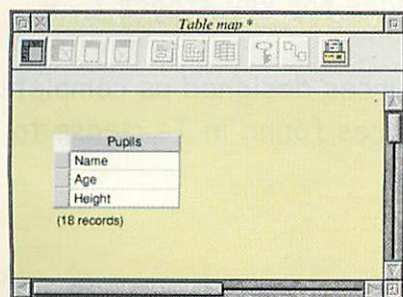 Table map *
Pupils
Name
Age
Height
(18 records)